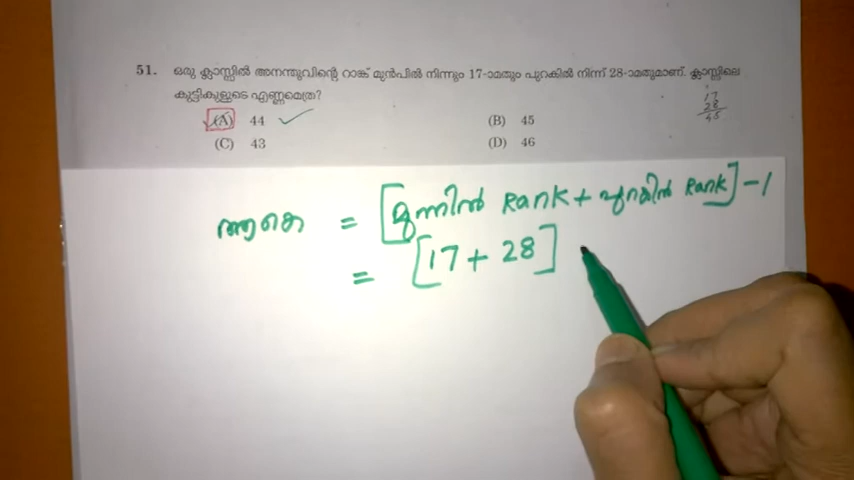 51. ഒരു ക്ലാസ്സിൽ അനന്തുവിന്റെ റാങ്ക് മുൻപിൽ നിന്നും 17-ാമതും പുറകിൽ നിന്ന് 28-ാമതുമാണ്. ക്ലാസ്സിലെ
കുട്ടികളുടെ എണ്ണമെത്ര?
(A) 44 (B) 45
(C) 43 (D) 46
17
28
45
ആകെ = [മുന്നിൽ Rank + പുറകിൽ Rank] - 1
= [17 + 28]